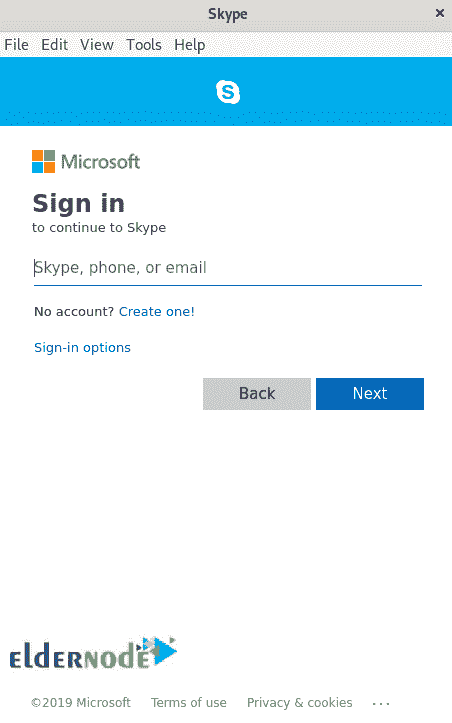 Skype
File Edit View Tools Help
Microsoft
Sign in
to continue to Skype
Skype, phone, or email
No account? Create one!
Sign-in options
Back Next
eldernode
©2019 Microsoft Terms of use Privacy & cookies ...